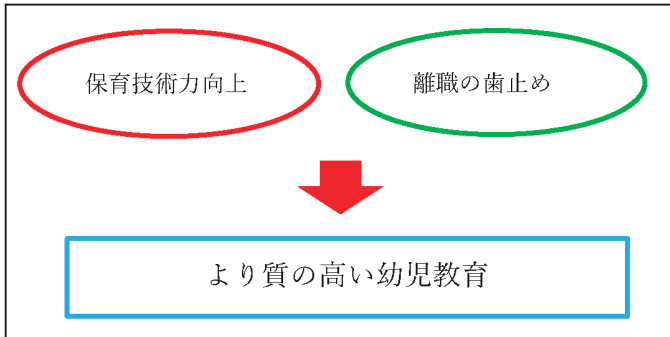 保育技術力向上
離職の歯止め
より質の高い幼児教育